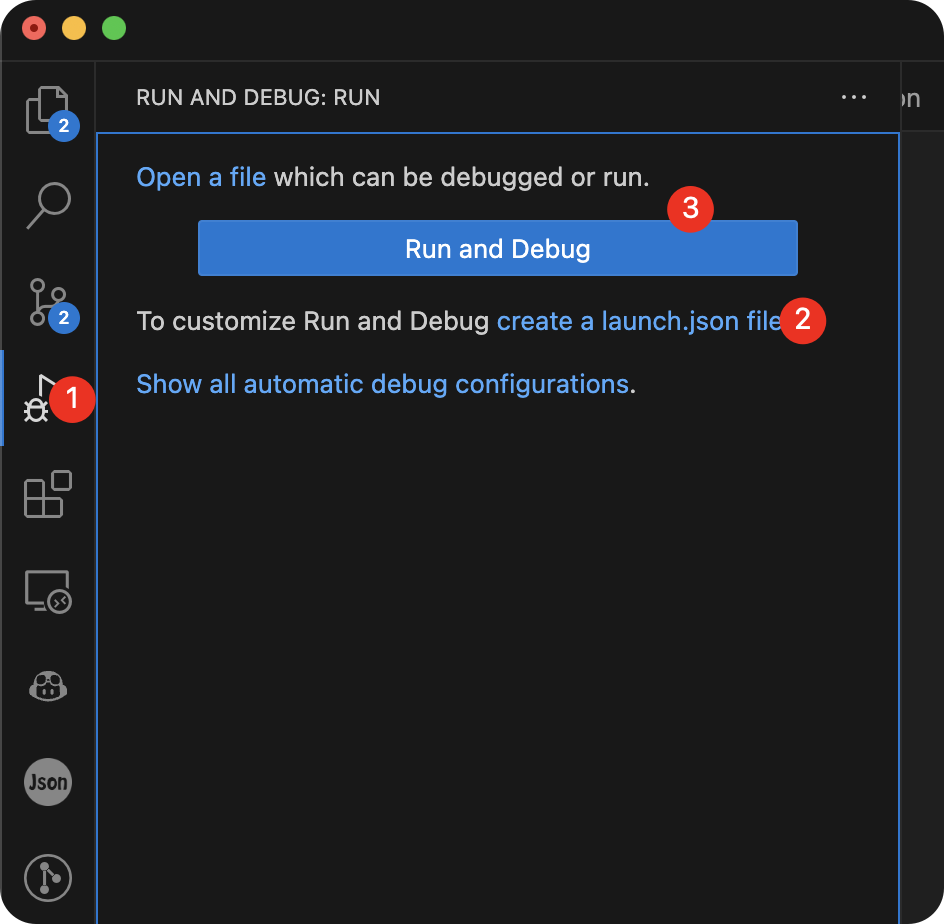 RUN AND DEBUG: RUN
···
on
2
Open a file which can be debugged or run.
3
Run and Debug
2
To customize Run and Debug create a launch.json file
2
1
Show all automatic debug configurations.
Json